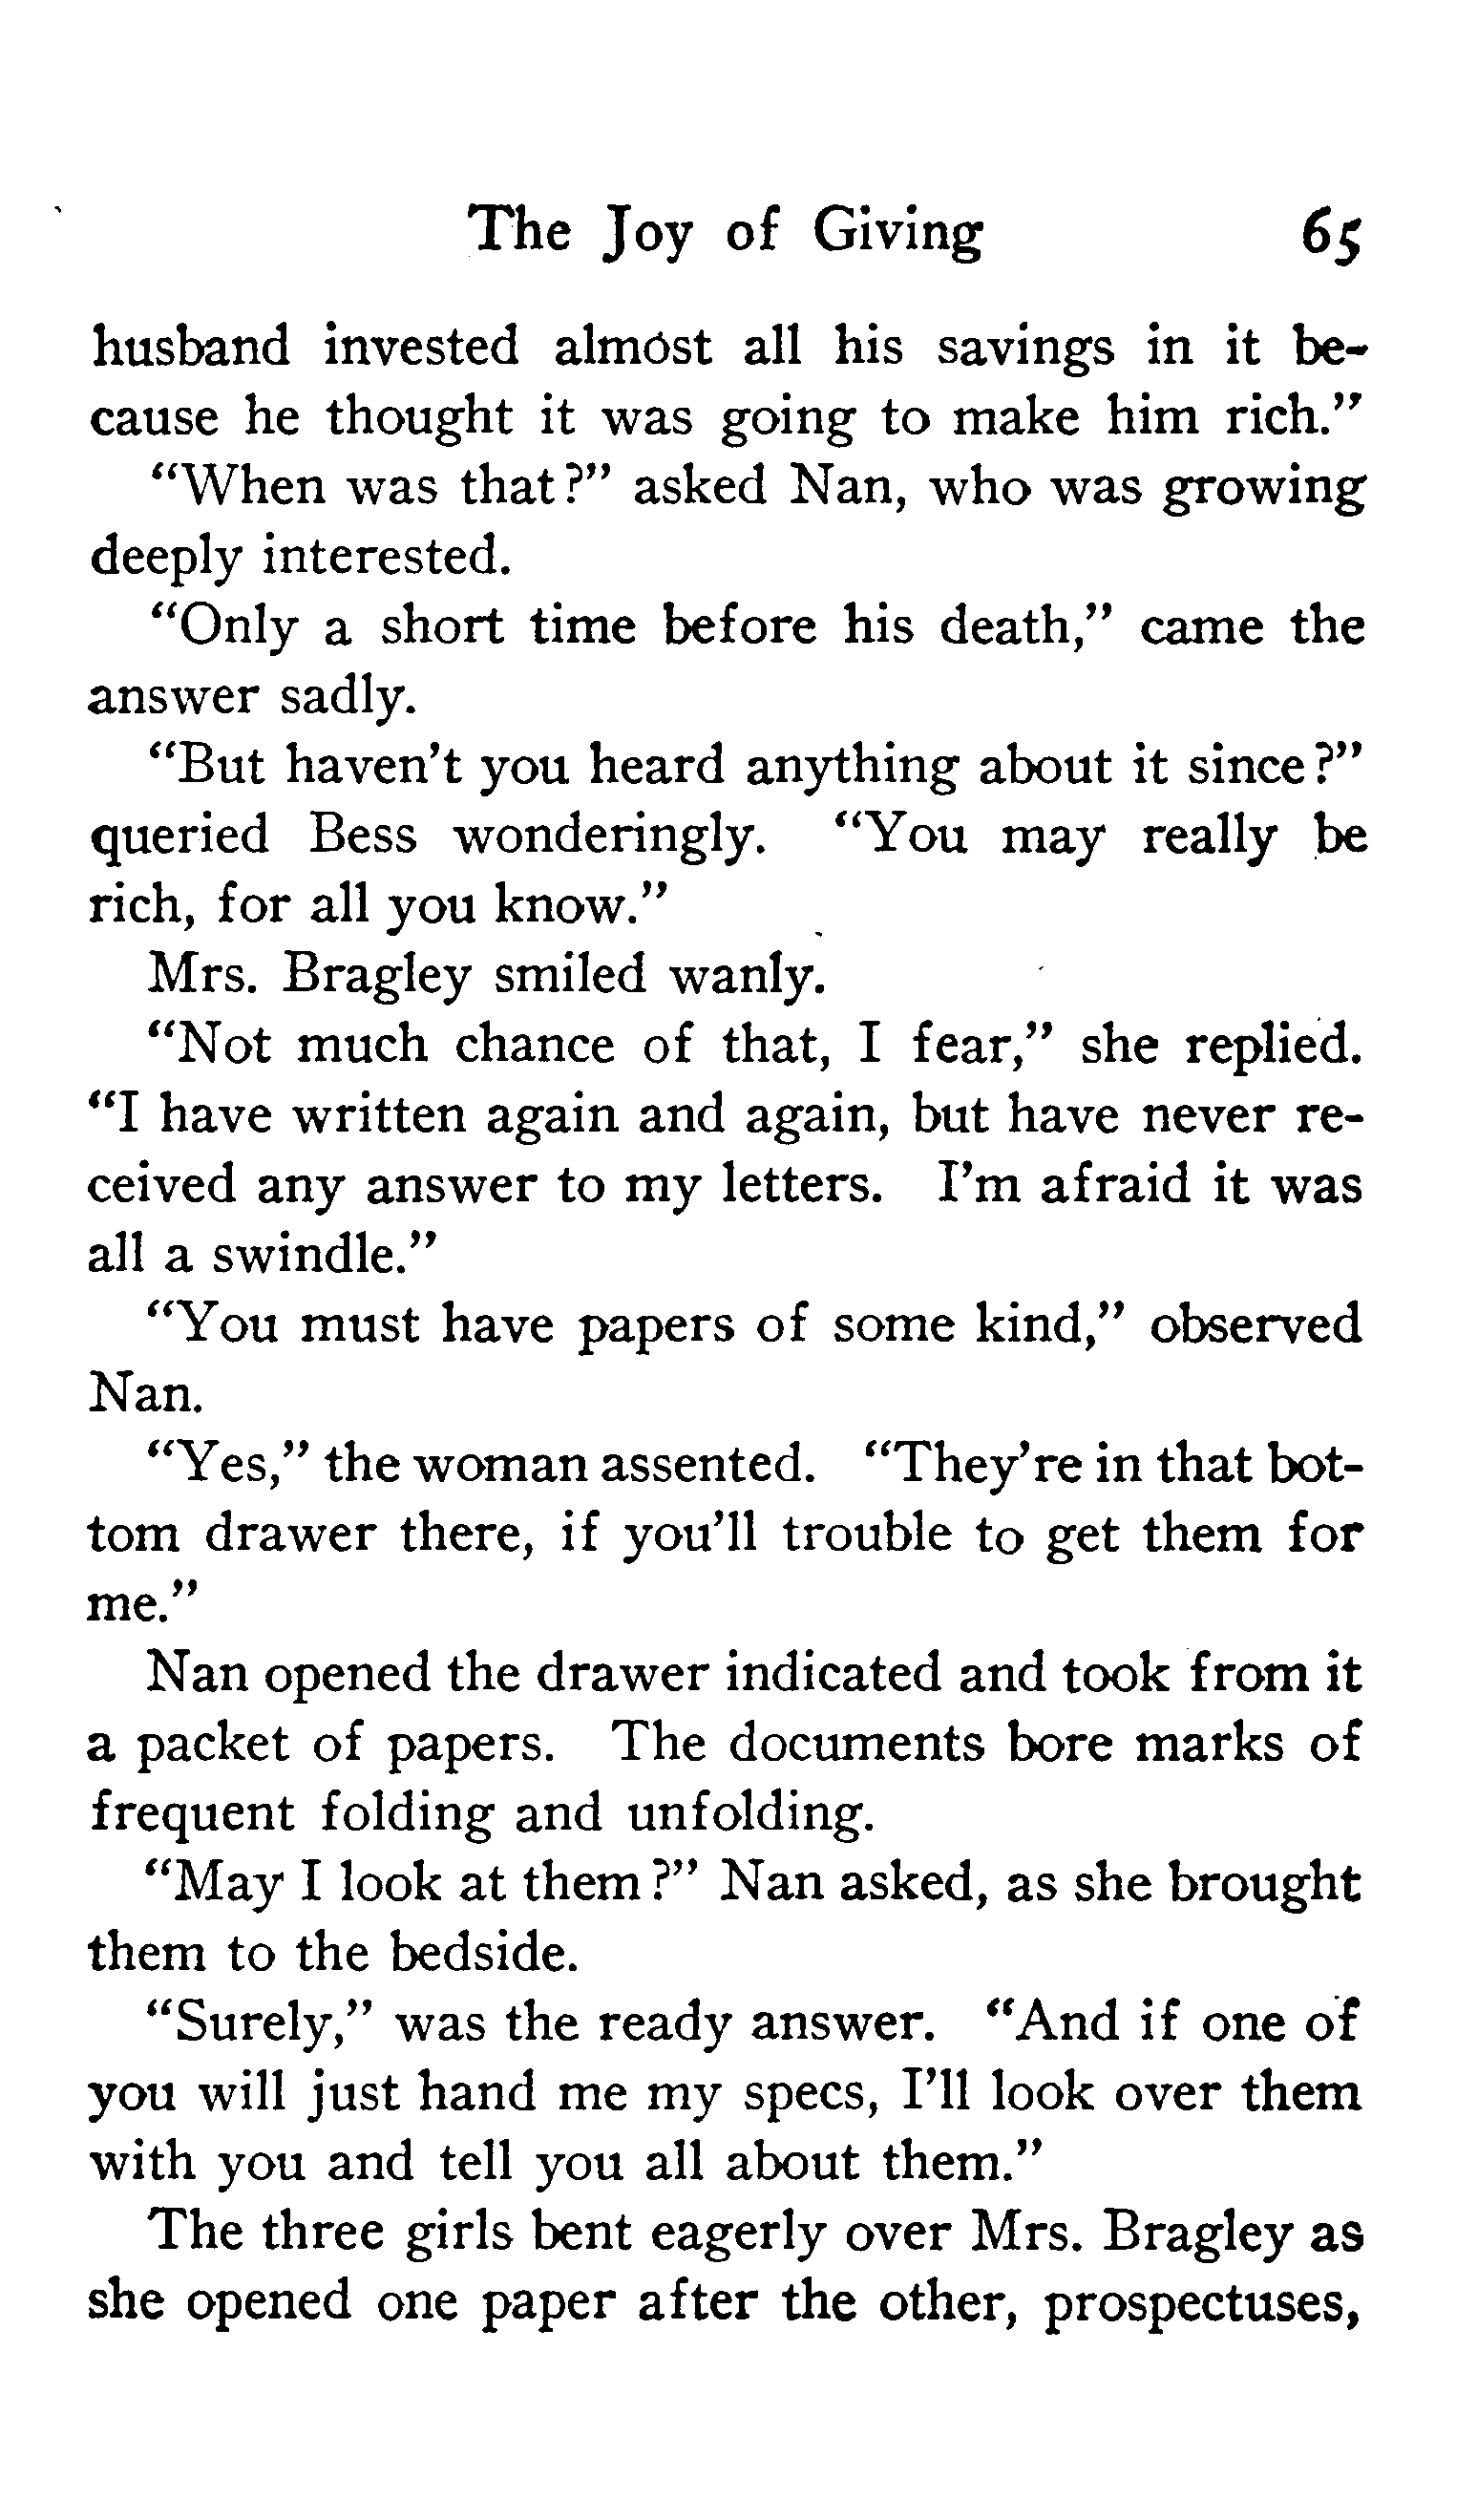 The Joy of Giving 65
husband invested almost all his savings in it be-
cause he thought it was going to make him rich."
"When was that?" asked Nan, who was growing
deeply interested.
"Only a short time before his death," came the
answer sadly.
"But haven't you heard anything about it since?"
queried Bess wonderingly. "You may really be
rich, for all you know."
Mrs. Bragley smiled wanly.
"Not much chance of that, I fear," she replied.
"I have written again and again, but have never re-
ceived any answer to my letters. I'm afraid it was
all a swindle."
"You must have papers of some kind," observed
Nan.
"Yes," the woman assented. "They're in that bot-
tom drawer there, if you'll trouble to get them for
me."
Nan opened the drawer indicated and took from it
a packet of papers. The documents bore marks of
frequent folding and unfolding.
"May I look at them?" Nan asked, as she brought
them to the bedside.
"Surely," was the ready answer. "And if one of
you will just hand me my specs, I'll look over them
with you and tell you all about them."
The three girls bent eagerly over Mrs. Bragley as
she opened one paper after the other, prospectuses,